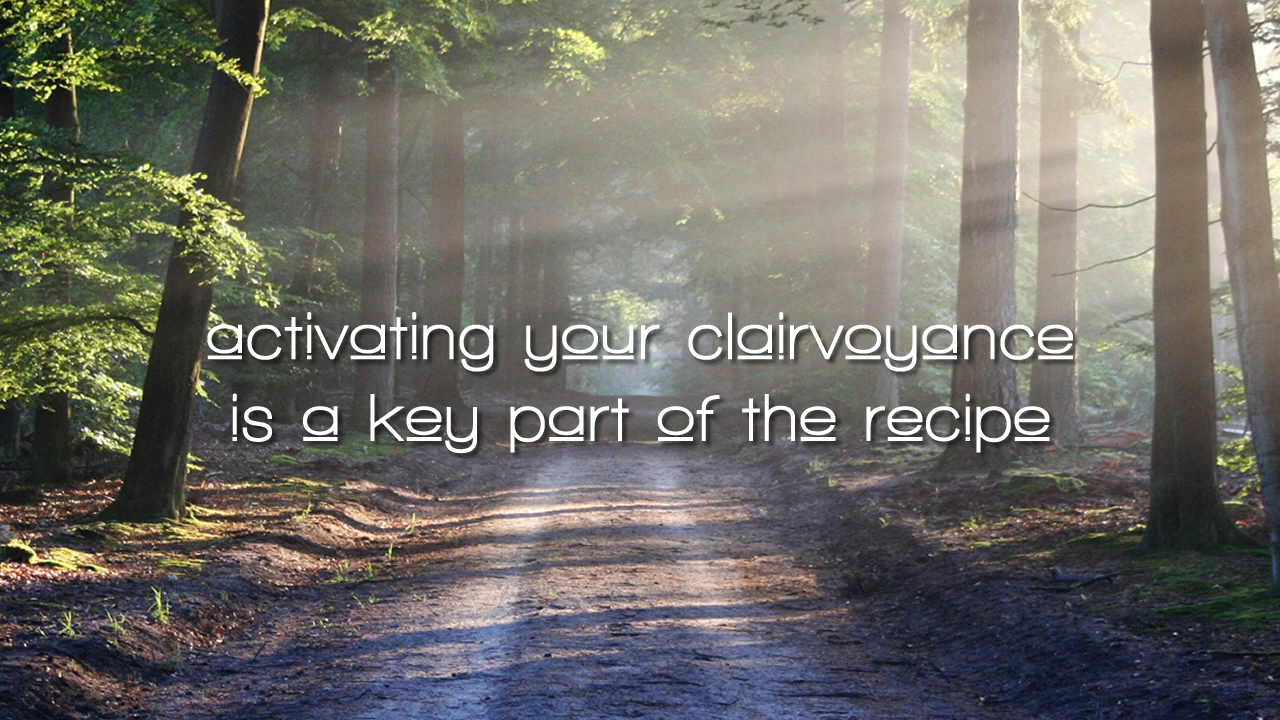 activating your clairvoyance
is a key part of the recipe